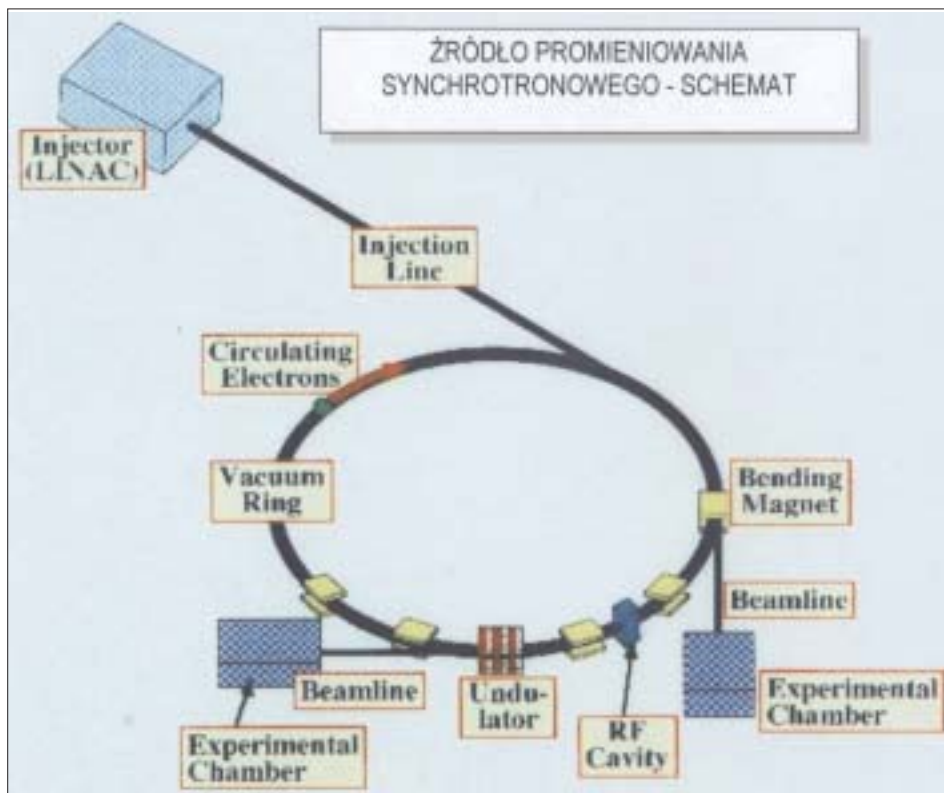 ŹRÓDŁO PROMIENIOWANIA
SYNCHROTRONOWEGO - SCHEMAT
Injector
(LINAC)
Injection
Line
Circulating
Electrons
Vacuum
Ring
Bending
Magnet
Beamline
Experimental
Chamber
Beamline
Undu-
lator
RF
Cavity
Experimental
Chamber